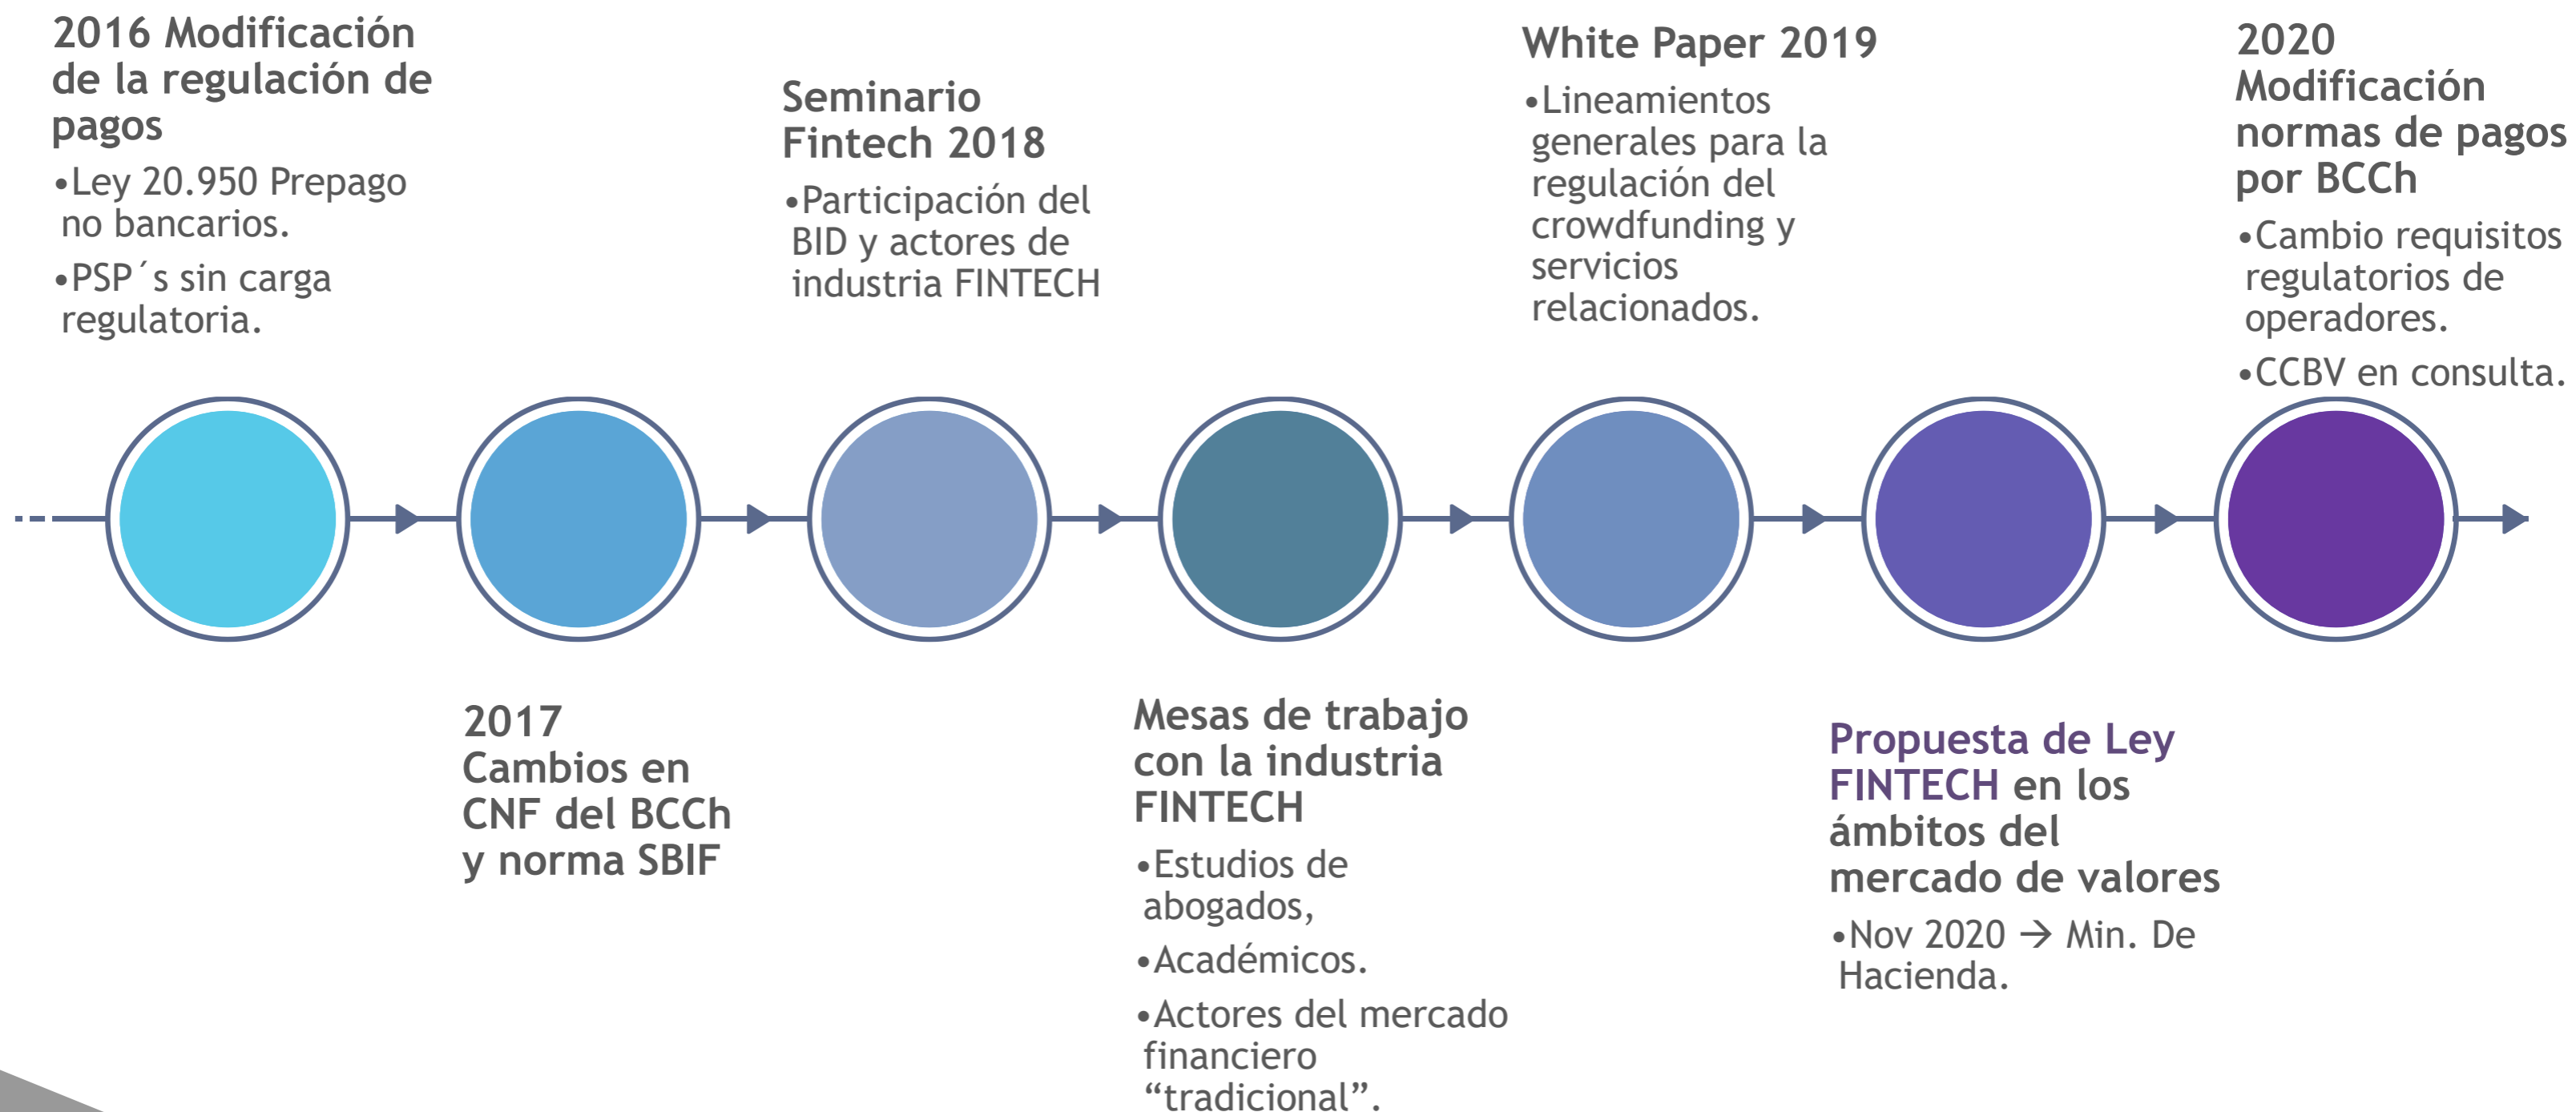 2016 Modificación
de la regulación de
pagos
•Ley 20.950 Prepago
no bancarios.
•PSP´s sin carga
regulatoria.
2017
Cambios en
CNF del BCCh
y norma SBIF
Seminario
Fintech 2018
•Participación del
BID y actores de
industria FINTECH
Mesas de trabajo
con la industria
FINTECH
•Estudios de
abogados,
•Académicos.
•Actores del mercado
financiero
“tradicional”.
White Paper 2019
•Lineamientos
generales para la
regulación del
crowdfunding y
servicios
relacionados.
Propuesta de Ley
FINTECH en los
ámbitos del
mercado de valores
•Nov 2020 → Min. De
Hacienda.
2020
Modificación
normas de pagos
por BCCh
•Cambio requisitos
regulatorios de
operadores.
•CCBV en consulta.